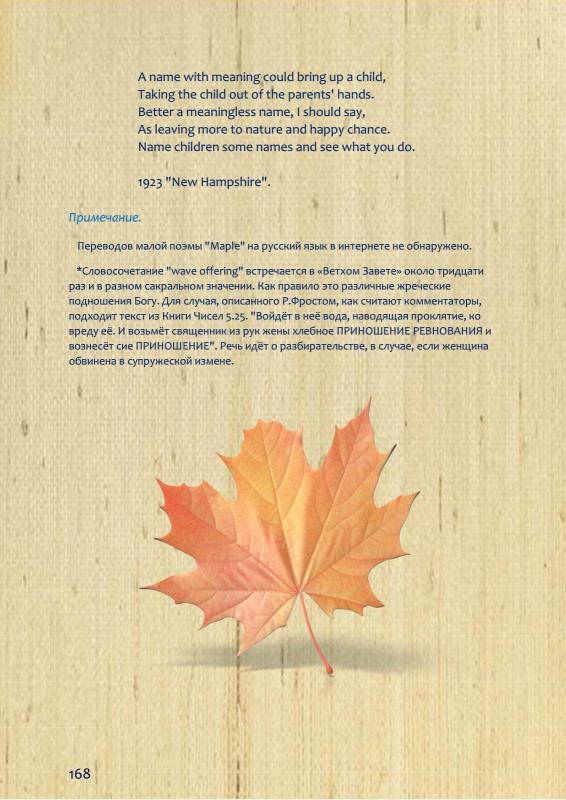 A name with meaning could bring up a child,
Taking the child out of the parents' hands.
Better a meaningless name, I should say,
As leaving more to nature and happy chance.
Name children some names and see what you do.
1923 "New Hampshire".
Примечание.
Переводов малой поэмы "Maple" на русский язык в интернете не обнаружено.
*Словосочетание "wave offering" встречается в «Ветхом Завете» около тридцати
раз и в разном сакральном значении. Как правило это различные жреческие
подношения Богу. Для случая, описанного Р.Фростом, как считают комментаторы,
подходит текст из Книги Чисел 5.25. "Войдёт в неё вода, наводящая проклятие, ко
вреду её. И возьмёт священник из рук жены хлебное ПРИНОШЕНИЕ РЕВНОВАНИЯ и
вознесёт сие ПРИНОШЕНИЕ". Речь идёт о разбирательстве, в случае, если женщина
обвинена в супружеской измене.
168